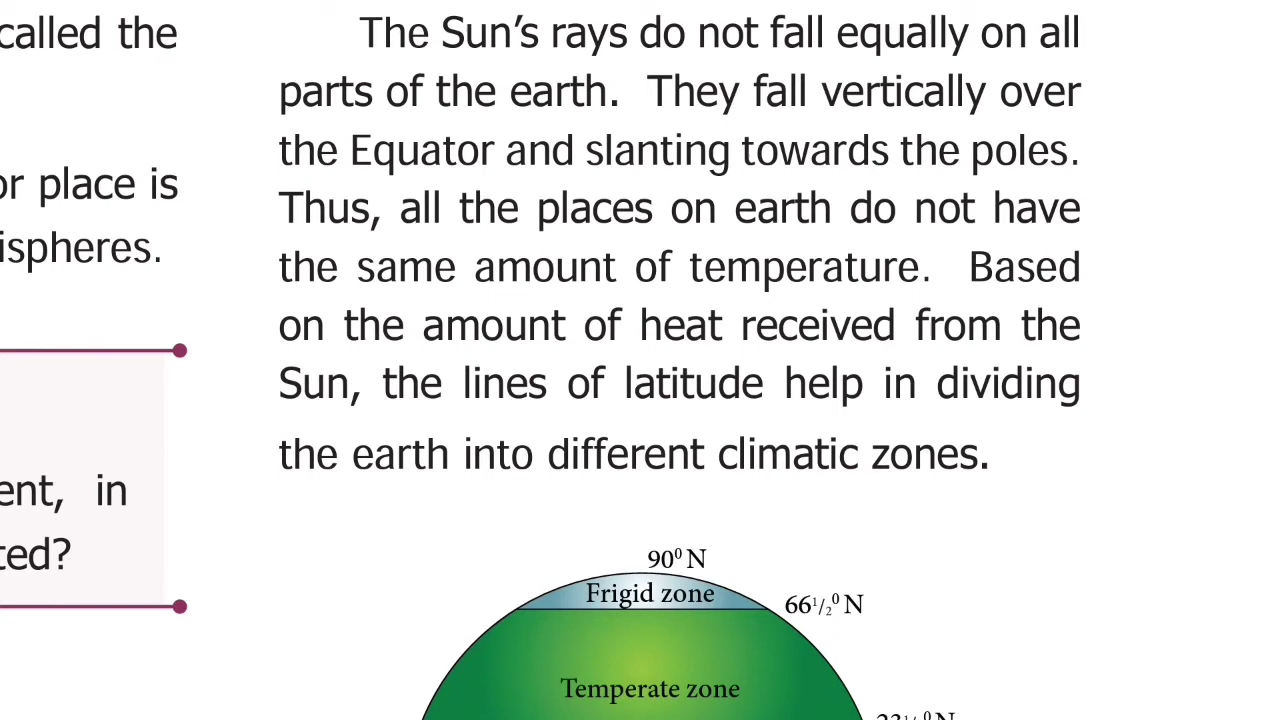 called the
or place is
ispheres.
ent, in
ted?
The Sun's rays do not fall equally on all
parts of the earth. They fall vertically over
the Equator and slanting towards the poles.
Thus, all the places on earth do not have
the same amount of temperature. Based
on the amount of heat received from the
Sun, the lines of latitude help in dividing
the earth into different climatic zones.
90⁰ N
Frigid zone
66¹/₂⁰ N
Temperate zone